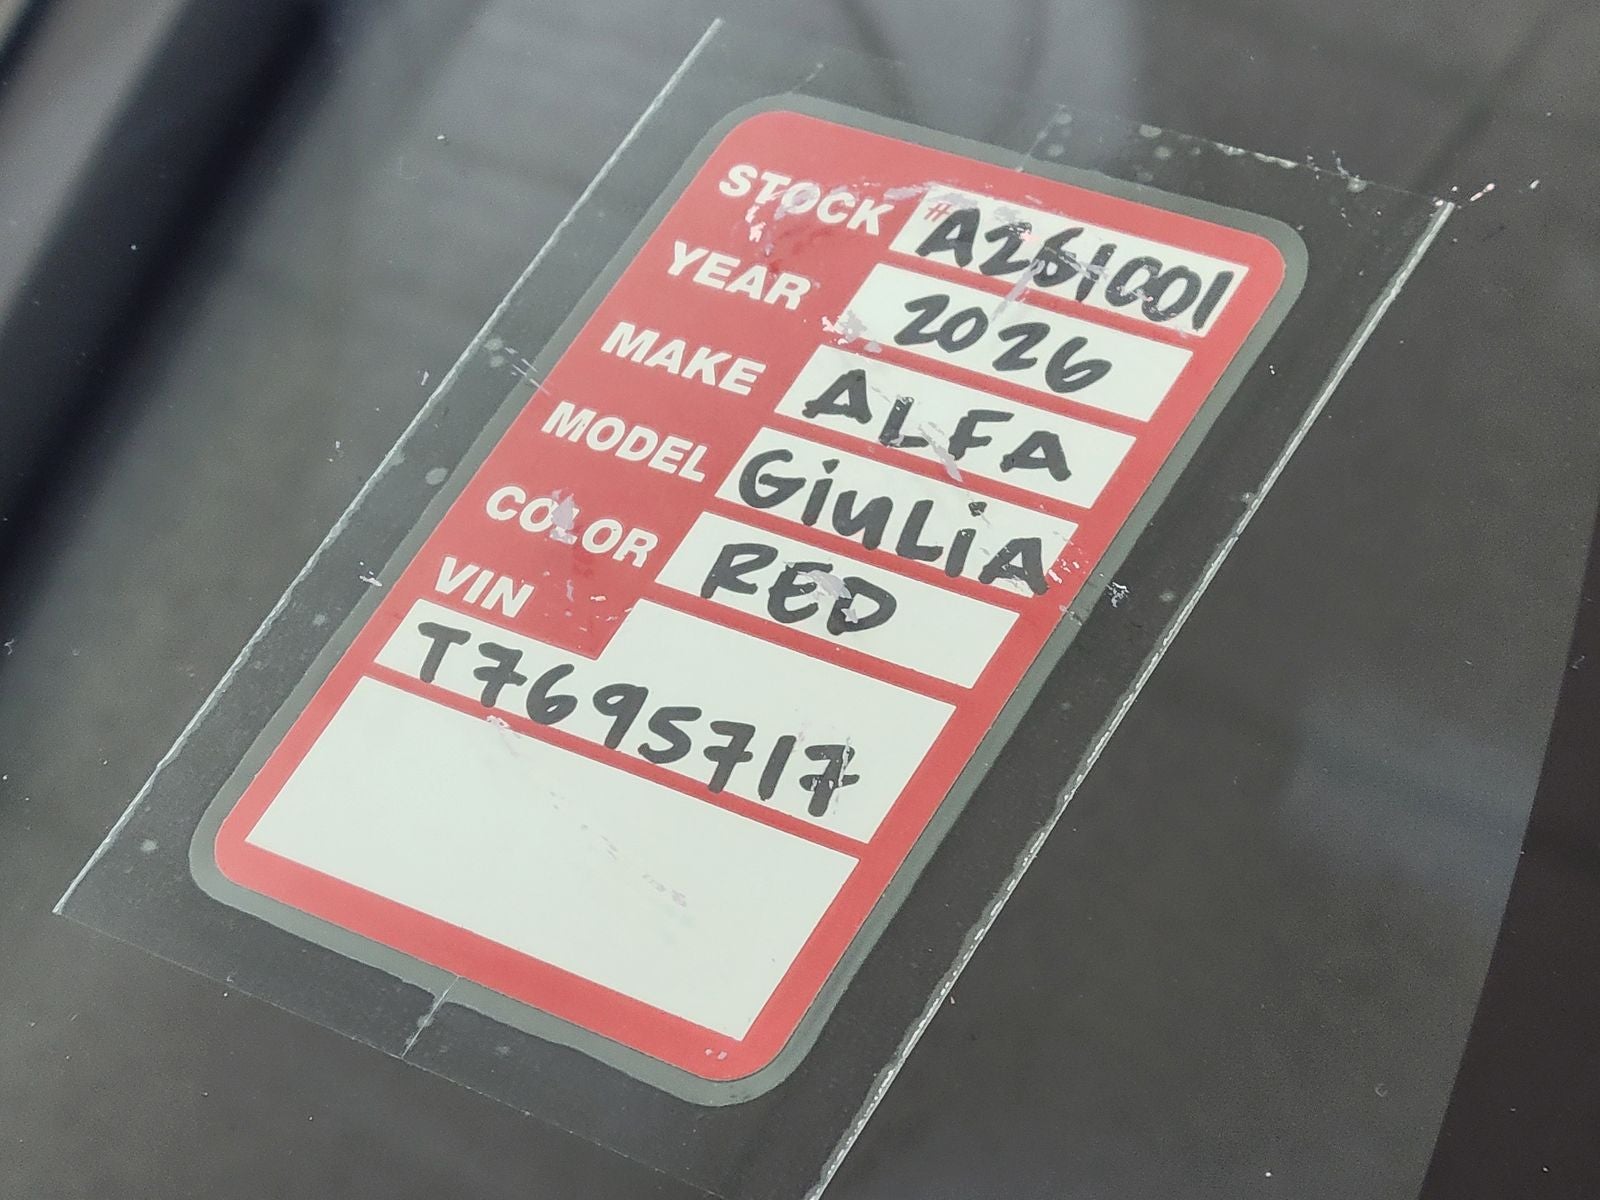 STOCK #A261001
YEAR 2026
MAKE ALFA
MODEL GiULiA
COLOR RED
VIN
T7695717